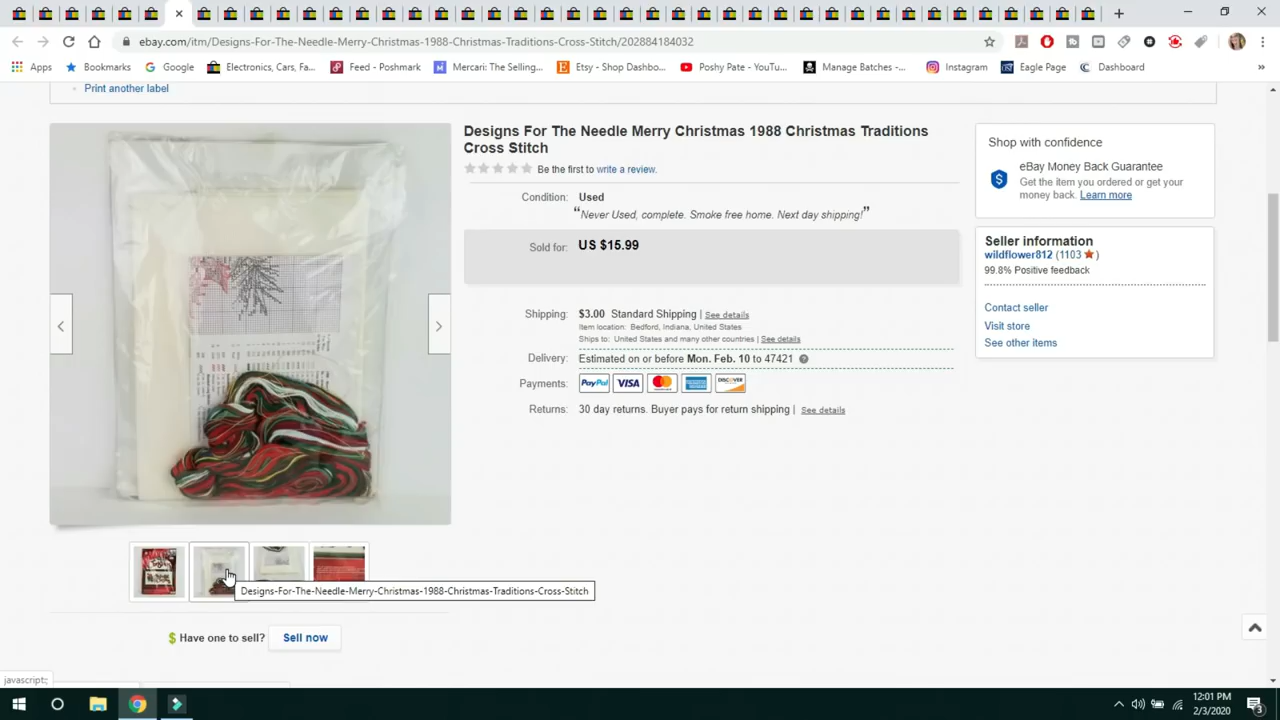 ebay.com/itm/Designs-For-The-Needle-Merry-Christmas-1988-Christmas-Traditions-Cross-Stitch/202884184032
Apps
Bookmarks
Google
Electronics, Cars, Fa...
Feed - Poshmark
Mercari: The Selling...
Etsy - Shop Dashbo...
Poshy Pate - YouTu...
Manage Batches -...
Instagram
Eagle Page
Dashboard
»
Print another label
Designs For The Needle Merry Christmas 1988 Christmas Traditions
Cross Stitch
Be the first to write a review.
Condition: Used
“Never Used, complete. Smoke free home. Next day shipping!”
Sold for: US $15.99
Shipping: $3.00 Standard Shipping | See details
Item location: Bedford, Indiana, United States
Ships to: United States and many other countries | See details
Delivery: Estimated on or before Mon. Feb. 10 to 47421
Payments: PayPal VISA MasterCard DISCOVER
Returns: 30 day returns. Buyer pays for return shipping | See details
Shop with confidence
eBay Money Back Guarantee
Get the item you ordered or get your
money back. Learn more
Seller information
wildflower812 (1103 ★)
99.8% Positive feedback
Contact seller
Visit store
See other items
Designs-For-The-Needle-Merry-Christmas-1988-Christmas-Traditions-Cross-Stitch
Have one to sell? Sell now
javascript:;
12:01 PM
2/3/2020
3